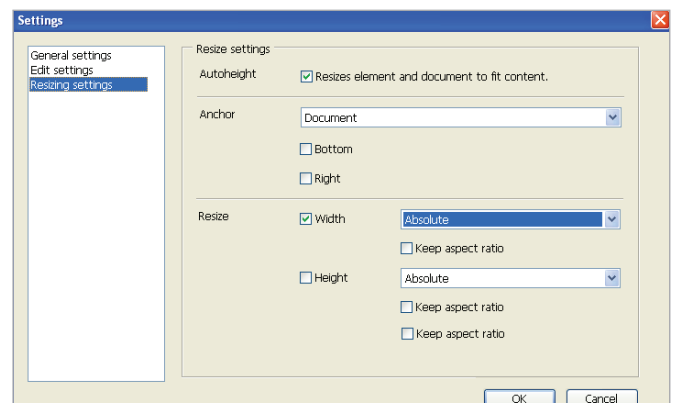 Settings
General settings
Edit settings
Resizing settings
Resize settings
Autoheight
Resizes element and document to fit content.
Anchor
Document
Bottom
Right
Resize
Width
Absolute
Keep aspect ratio
Height
Absolute
Keep aspect ratio
Keep aspect ratio
OK
Cancel